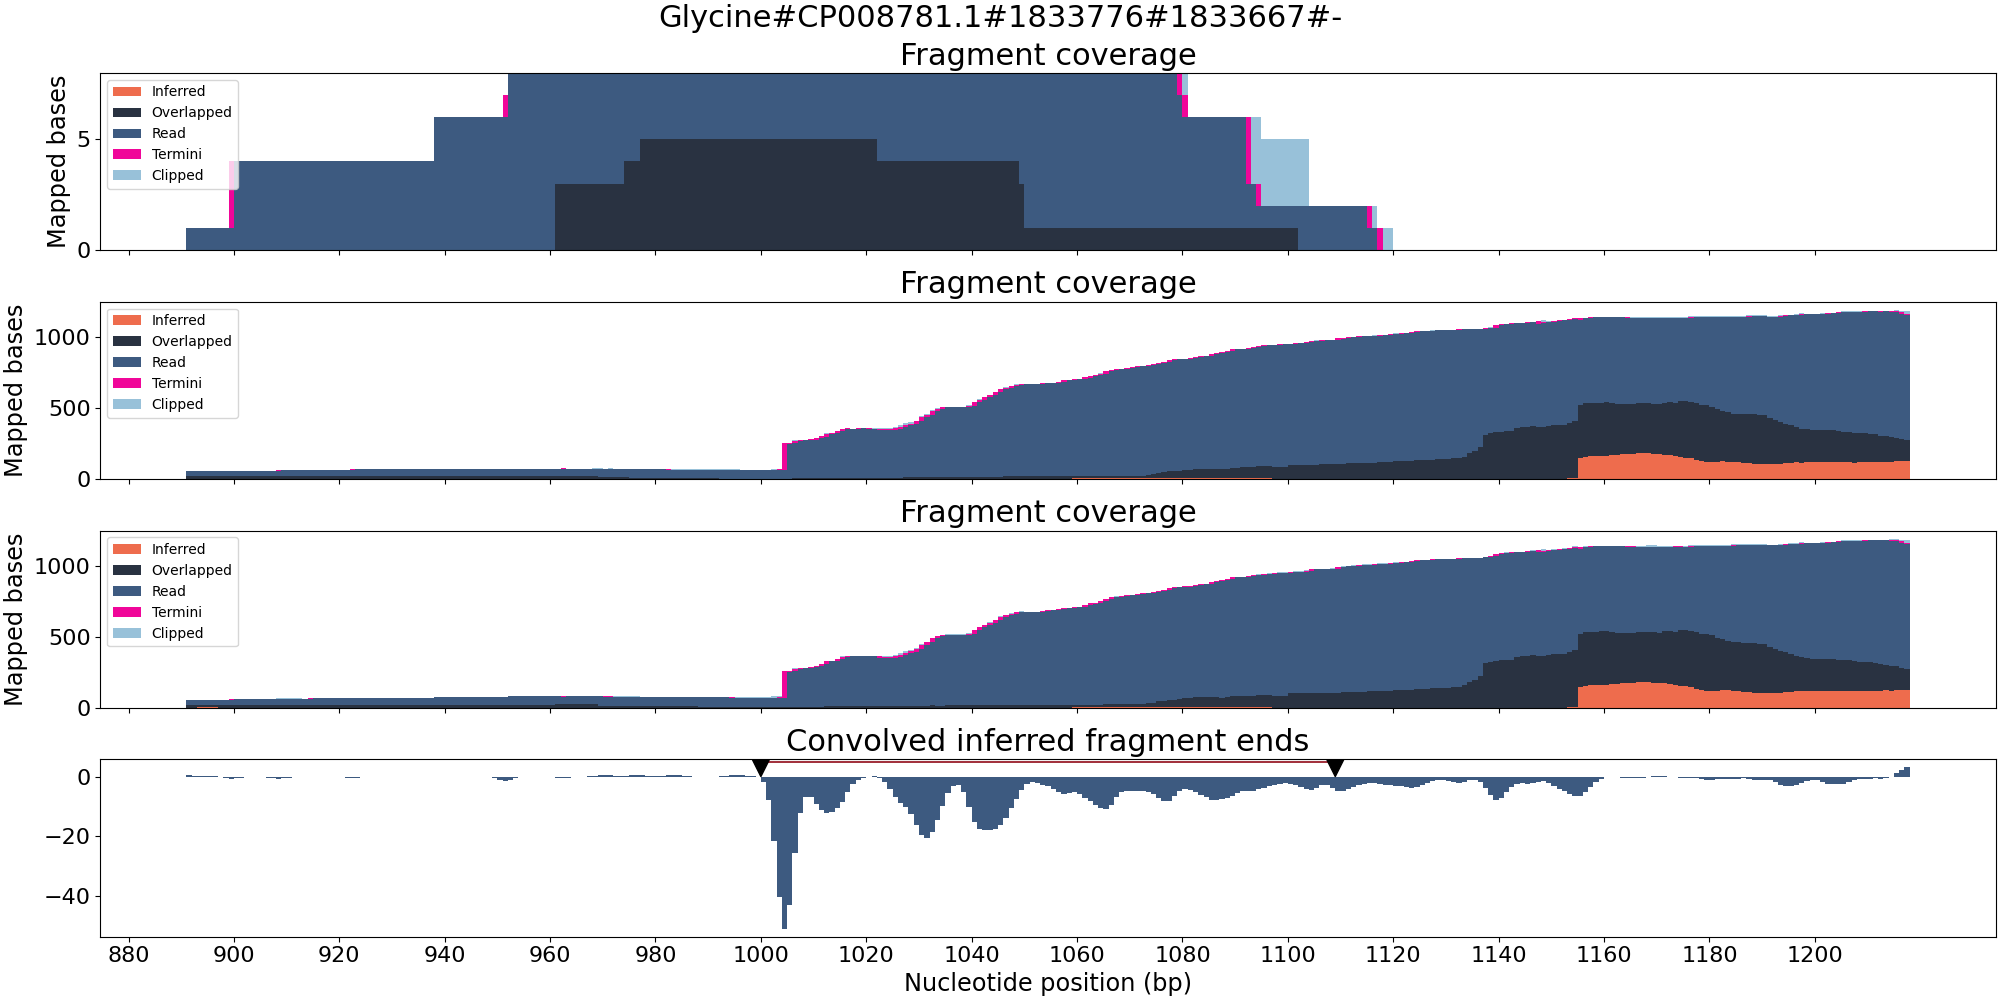 Glycine#CP008781.1#1833776#1833667#-
Fragment coverage
Mapped bases
5
0
Inferred
Overlapped
Read
Termini
Clipped
Fragment coverage
Mapped bases
1000
500
0
Inferred
Overlapped
Read
Termini
Clipped
Fragment coverage
Mapped bases
1000
500
0
Inferred
Overlapped
Read
Termini
Clipped
Convolved inferred fragment ends
0
−20
−40
880 900 920 940 960 980 1000 1020 1040 1060 1080 1100 1120 1140 1160 1180 1200
Nucleotide position (bp)